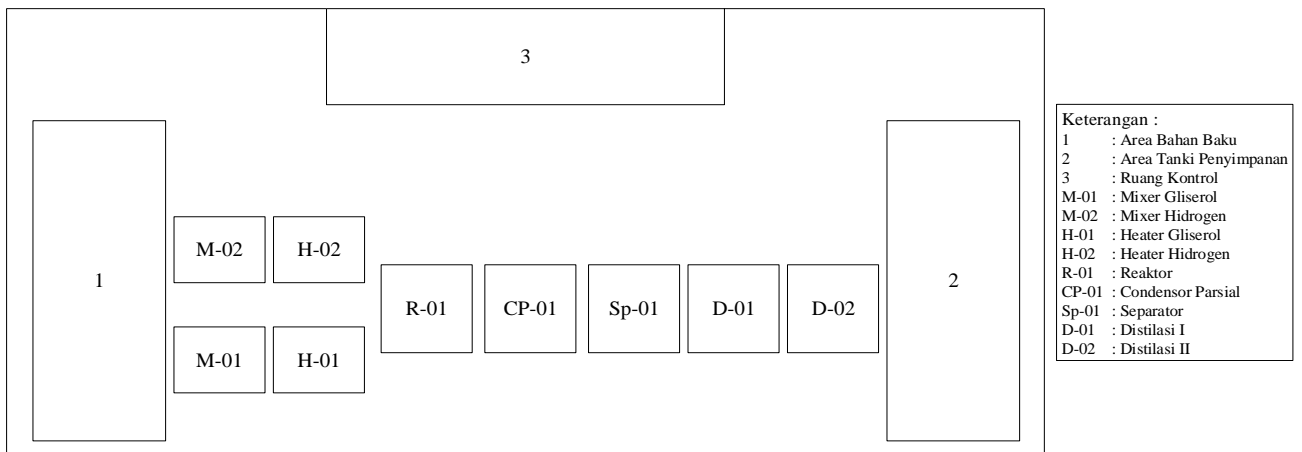 3
1
2
M-02
H-02
R-01
CP-01
Sp-01
D-01
D-02
M-01
H-01
Keterangan :
1 : Area Bahan Baku
2 : Area Tanki Penyimpanan
3 : Ruang Kontrol
M-01 : Mixer Gliserol
M-02 : Mixer Hidrogen
H-01 : Heater Gliserol
H-02 : Heater Hidrogen
R-01 : Reaktor
CP-01 : Condensor Parsial
Sp-01 : Separator
D-01 : Distilasi I
D-02 : Distilasi II